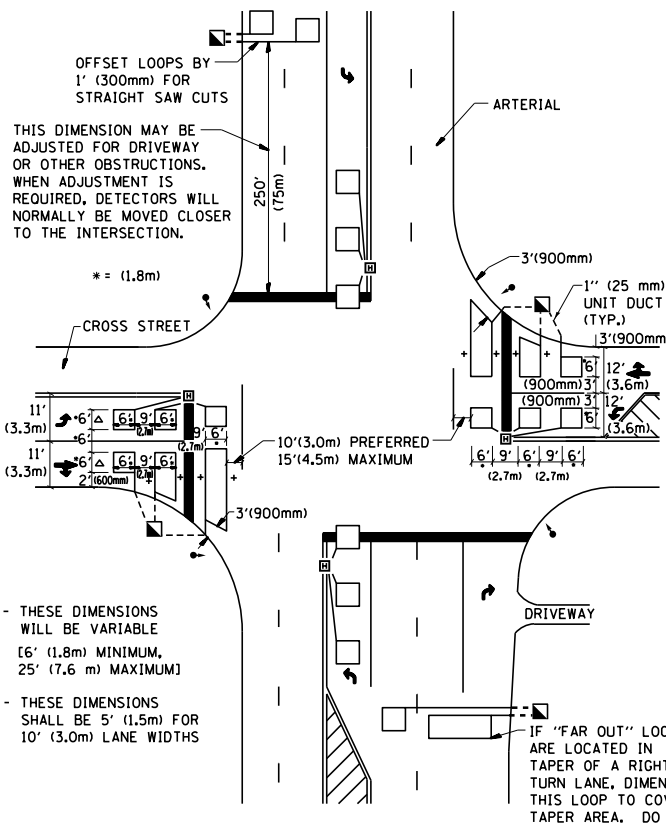 OFFSET LOOPS BY
1' (300mm) FOR
STRAIGHT SAW CUTS
ARTERIAL
THIS DIMENSION MAY BE
ADJUSTED FOR DRIVEWAY
OR OTHER OBSTRUCTIONS.
WHEN ADJUSTMENT IS
REQUIRED, DETECTORS WILL
NORMALLY BE MOVED CLOSER
TO THE INTERSECTION.
250'
(75m)
* = (1.8m)
3'(900mm)
H
1" (25 mm)
UNIT DUCT
(TYP.)
CROSS STREET
3'(900mm
*6' 12'
(3.6m)
(900mm) 3'
(900mm) 3' 12'
*6'
(3.6m)
H
6' 9' 6' 9' 6'
(2.7m) (2.7m)
H
11'
(3.3m)
*6'
6' 9' 6'
(2.7m)
*6'
9' 6'
(2.7m)
11'
(3.3m)
*6'
6' 9' 6'
(2.7m)
2' (600mm)
10'(3.0m) PREFERRED
15'(4.5m) MAXIMUM
3'(900mm)
H
- THESE DIMENSIONS
WILL BE VARIABLE
[6' (1.8m) MINIMUM,
25' (7.6 m) MAXIMUM]
- THESE DIMENSIONS
SHALL BE 5' (1.5m) FOR
10' (3.0m) LANE WIDTHS
DRIVEWAY
IF "FAR OUT" LOO
ARE LOCATED IN
TAPER OF A RIGHT
TURN LANE, DIMEN
THIS LOOP TO COV
TAPER AREA. DO